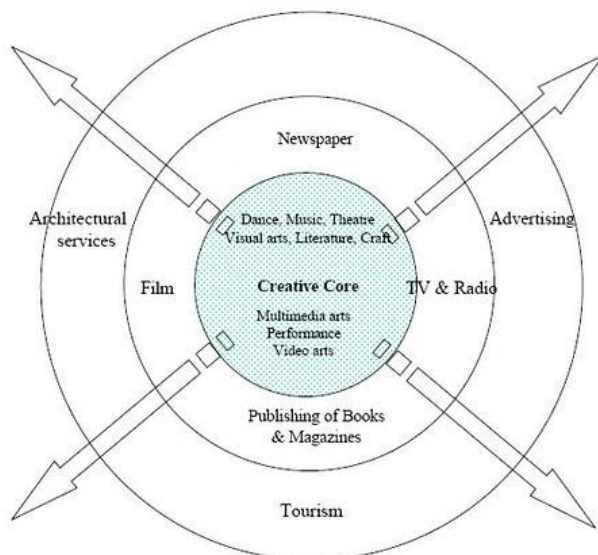 Newspaper
Dance, Music, Theatre
Visual arts, Literature, Craft
Architectural
services
Advertising
Film
Creative Core
TV & Radio
Multimedia arts
Performance
Video arts
Publishing of Books
& Magazines
Tourism